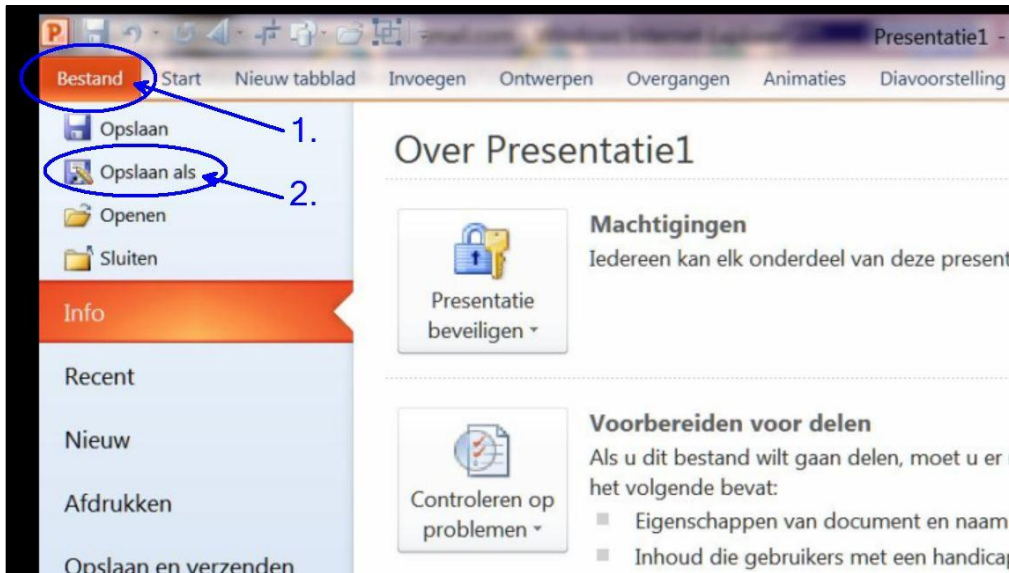 Presentatie1 -
Bestand Start Nieuw tabblad Invoegen Ontwerpen Overgangen Animaties Diavoorstelling
1.
Opslaan
Opslaan als
2.
Openen
Sluiten
Info
Recent
Nieuw
Afdrukken
Opslaan en verzenden
Over Presentatie1
Presentatie
beveiligen
Machtigingen
Iedereen kan elk onderdeel van deze present
Controleren op
problemen
Voorbereiden voor delen
Als u dit bestand wilt gaan delen, moet u er
het volgende bevat:
Eigenschappen van document en naam
Inhoud die gebruikers met een handicap